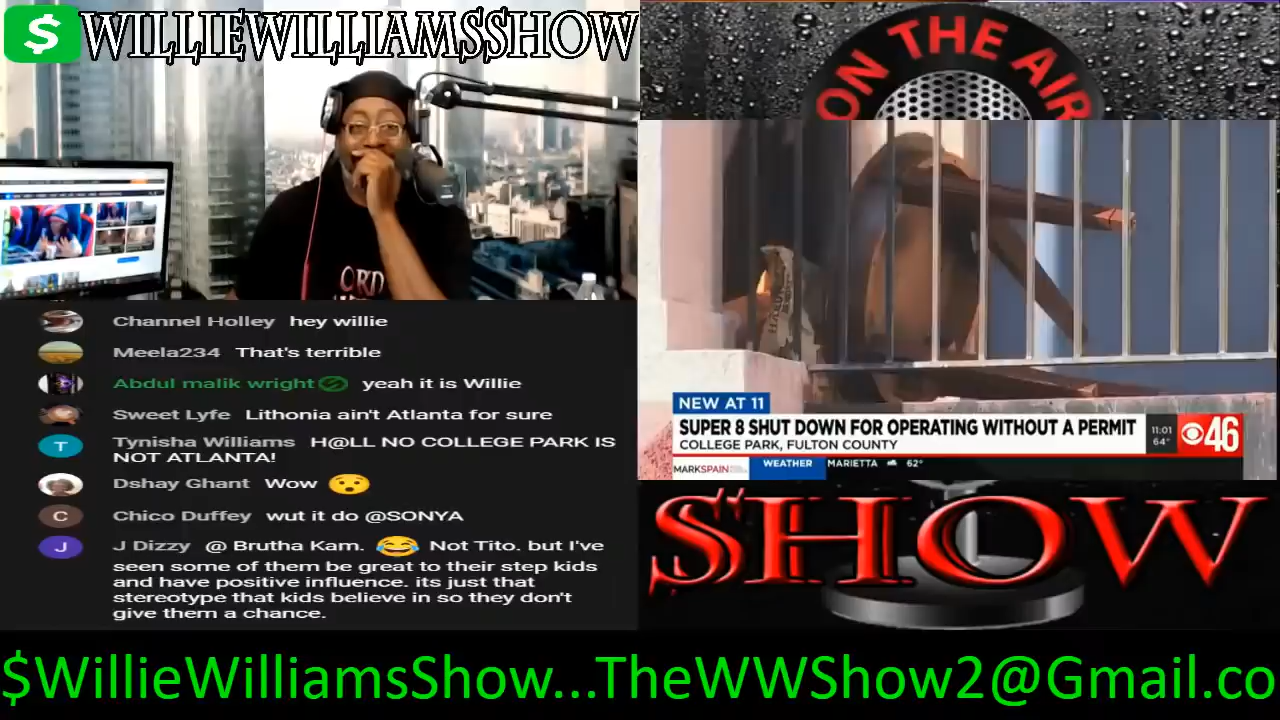 $ WILLIEWILLIAMSSHOW
ON THE AIR
ORD
Channel Holley hey willie
Meela234 That's terrible
Abdul malik wright yeah it is Willie
Sweet Lyfe Lithonia ain't Atlanta for sure
T Tynisha Williams H@LL NO COLLEGE PARK IS
NOT ATLANTA!
Dshay Ghant Wow 😯
C Chico Duffey wut it do @SONYA
J J Dizzy @ Brutha Kam. 😂 Not Tito. but I've
seen some of them be great to their step kids
and have positive influence. its just that
stereotype that kids believe in so they don't
give them a chance.
NEW AT 11
SUPER 8 SHUT DOWN FOR OPERATING WITHOUT A PERMIT
COLLEGE PARK, FULTON COUNTY
11:01
64°
46
MARKSPAIN
WEATHER MARIETTA 62°
SHOW
$WillieWilliamsShow...TheWWShow2@Gmail.co